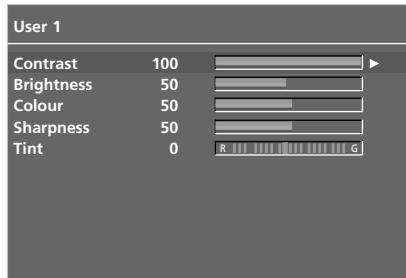 User 1
Contrast 100
Brightness 50
Colour 50
Sharpness 50
Tint 0 R G